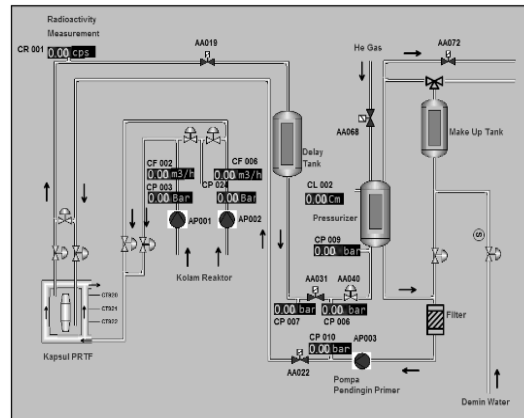 Radioactivity
Measurement
CR 001
0.00 cps
AA019
He Gas
AA072
AA068
Make Up Tank
Delay
Tank
CF 002
0.00 m3/h
CP 003
0.00 Bar
CP 024
CF 006
0.00 m3/h
0.00 Bar
CL 002
0.00 Cm
Pressurizer
AP001
AP002
Kolam Reaktor
CP 009
0.00 bar
AA031
AA040
0.00 bar
CP 007
0.00 bar
CP 006
S
CT920
CT921
CT922
Kapsul PRTF
CP 010
0.00 bar
AP003
AA022
Pompa
Pendingin Primer
Filter
Demin Water